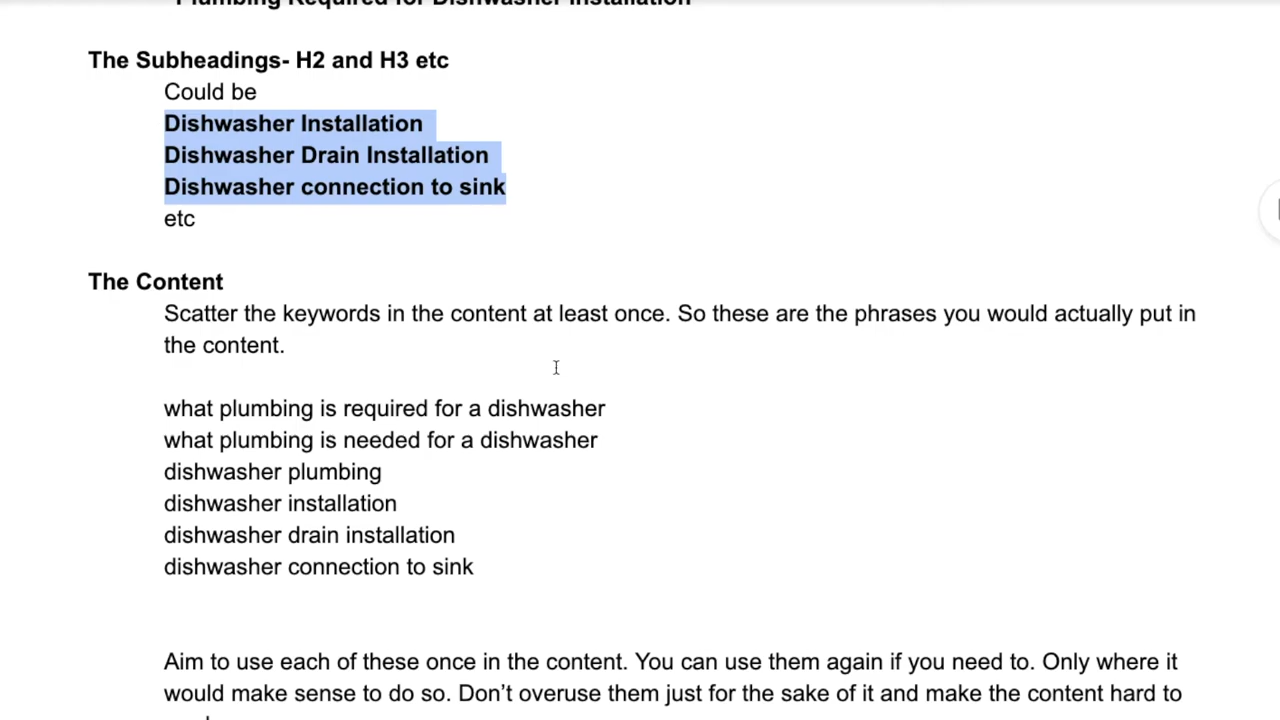 Plumbing Required for Dishwasher Installation
The Subheadings- H2 and H3 etc
Could be
Dishwasher Installation
Dishwasher Drain Installation
Dishwasher connection to sink
etc
The Content
Scatter the keywords in the content at least once. So these are the phrases you would actually put in
the content.
what plumbing is required for a dishwasher
what plumbing is needed for a dishwasher
dishwasher plumbing
dishwasher installation
dishwasher drain installation
dishwasher connection to sink
Aim to use each of these once in the content. You can use them again if you need to. Only where it
would make sense to do so. Don’t overuse them just for the sake of it and make the content hard to